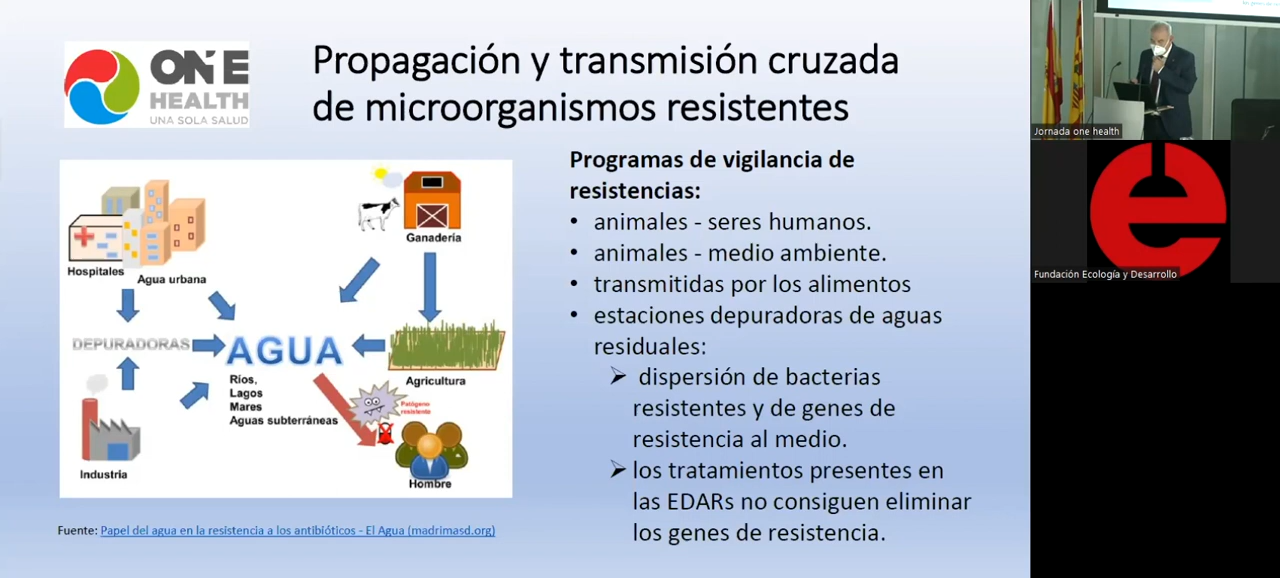 ONE
HEALTH
UNA SOLA SALUD
Propagación y transmisión cruzada
de microorganismos resistentes
Hospitales
Agua urbana
Ganadería
DEPURADORAS
AGUA
Ríos,
Lagos
Mares
Aguas subterráneas
Agricultura
Patógeno
resistente
Industria
Hombre
Fuente: Papel del agua en la resistencia a los antibióticos - El Agua (madrimasd.org)
Programas de vigilancia de
resistencias:
• animales - seres humanos.
• animales - medio ambiente.
• transmitidas por los alimentos
• estaciones depuradoras de aguas
residuales:
➢ dispersión de bacterias
resistentes y de genes de
resistencia al medio.
➢ los tratamientos presentes en
las EDARs no consiguen eliminar
los genes de resistencia.
Jornada one health
e
Fundación Ecología y Desarrollo